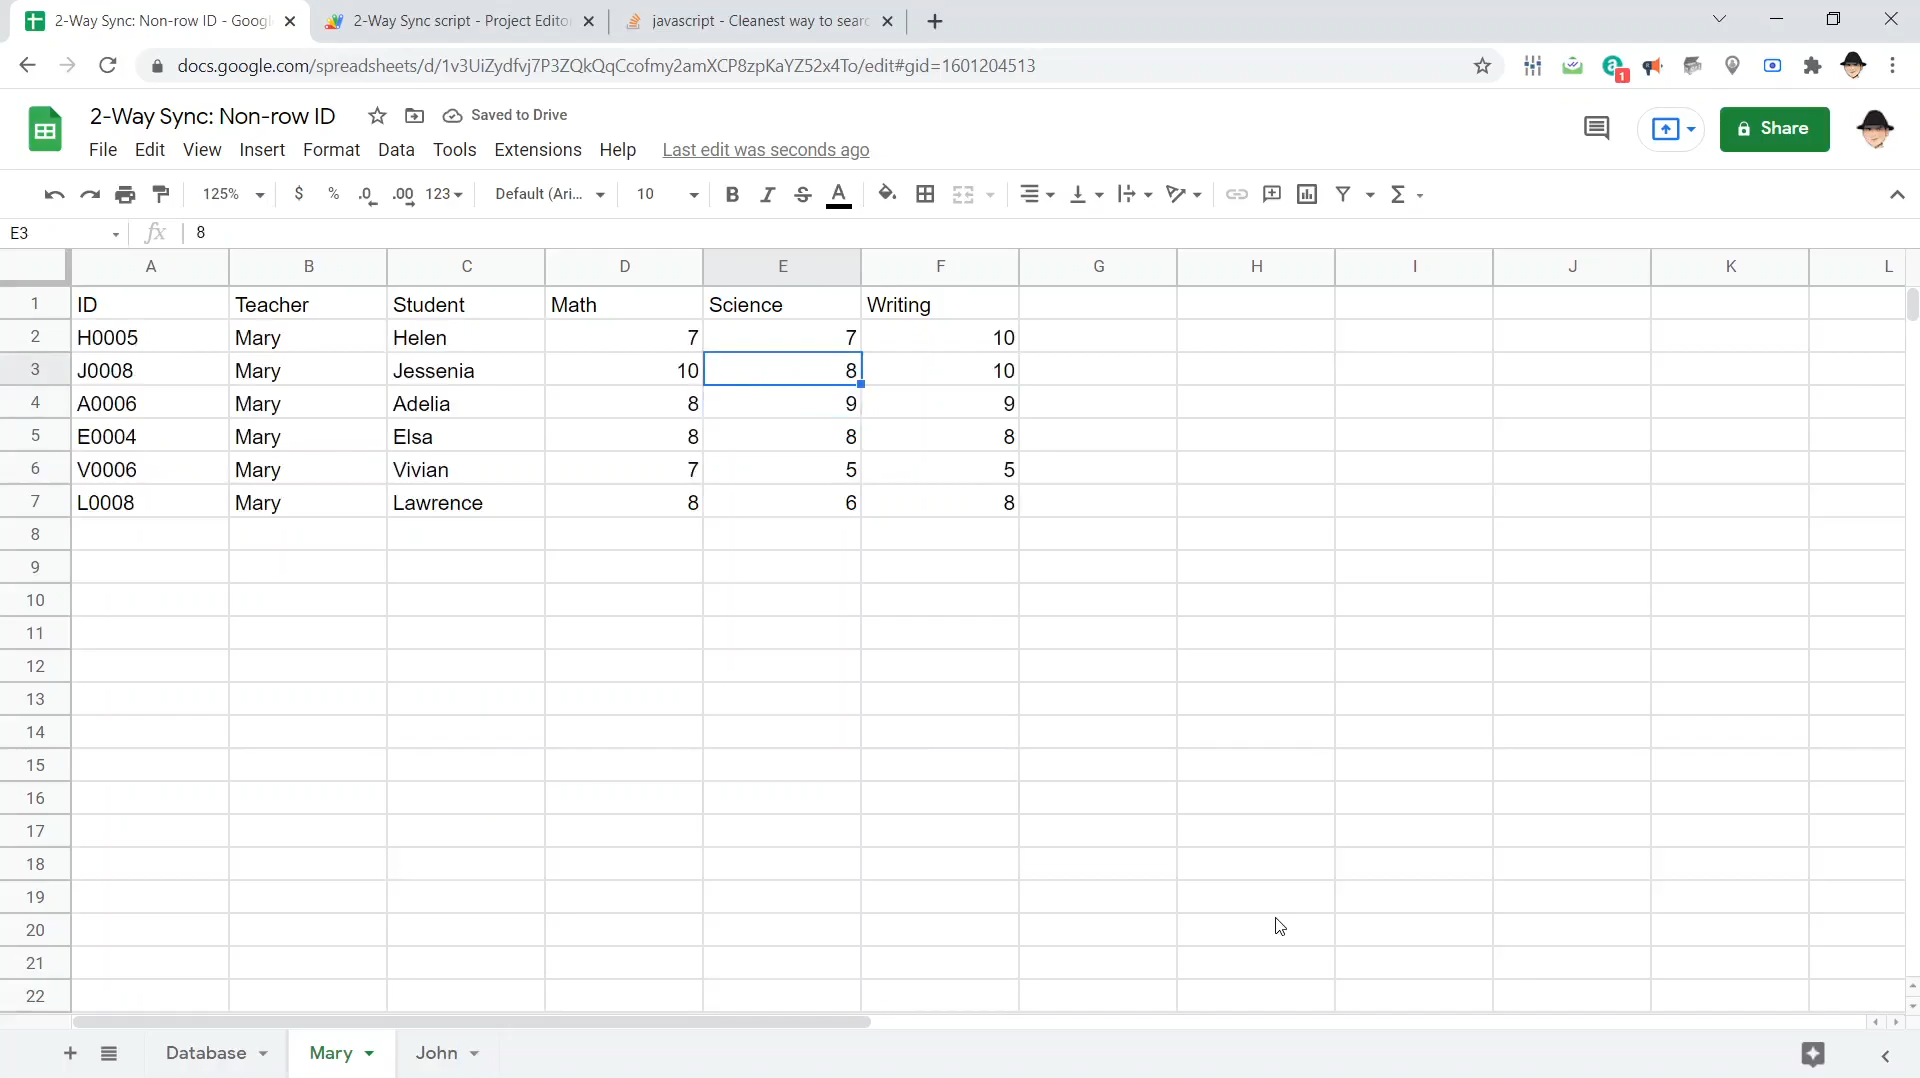 2-Way Sync: Non-row ID - Googl
2-Way Sync script - Project Editor
javascript - Cleanest way to searc
docs.google.com/spreadsheets/d/1v3UiZydfvj7P3ZQkQqCcofmy2amXCP8zpKaYZ52x4To/edit#gid=1601204513
1
2-Way Sync: Non-row ID
Saved to Drive
Share
File Edit View Insert Format Data Tools Extensions Help Last edit was seconds ago
125% $ % .0 .00 123 Default (Ari... 10 B I S A Σ
E3 fx 8
A B C D E F G H I J K L
1 ID Teacher Student Math Science Writing
2 H0005 Mary Helen 7 7 10
3 J0008 Mary Jessenia 10 8 10
4 A0006 Mary Adelia 8 9 9
5 E0004 Mary Elsa 8 8 8
6 V0006 Mary Vivian 7 5 5
7 L0008 Mary Lawrence 8 6 8
8
9
10
11
12
13
14
15
16
17
18
19
20
21
22
Database Mary John